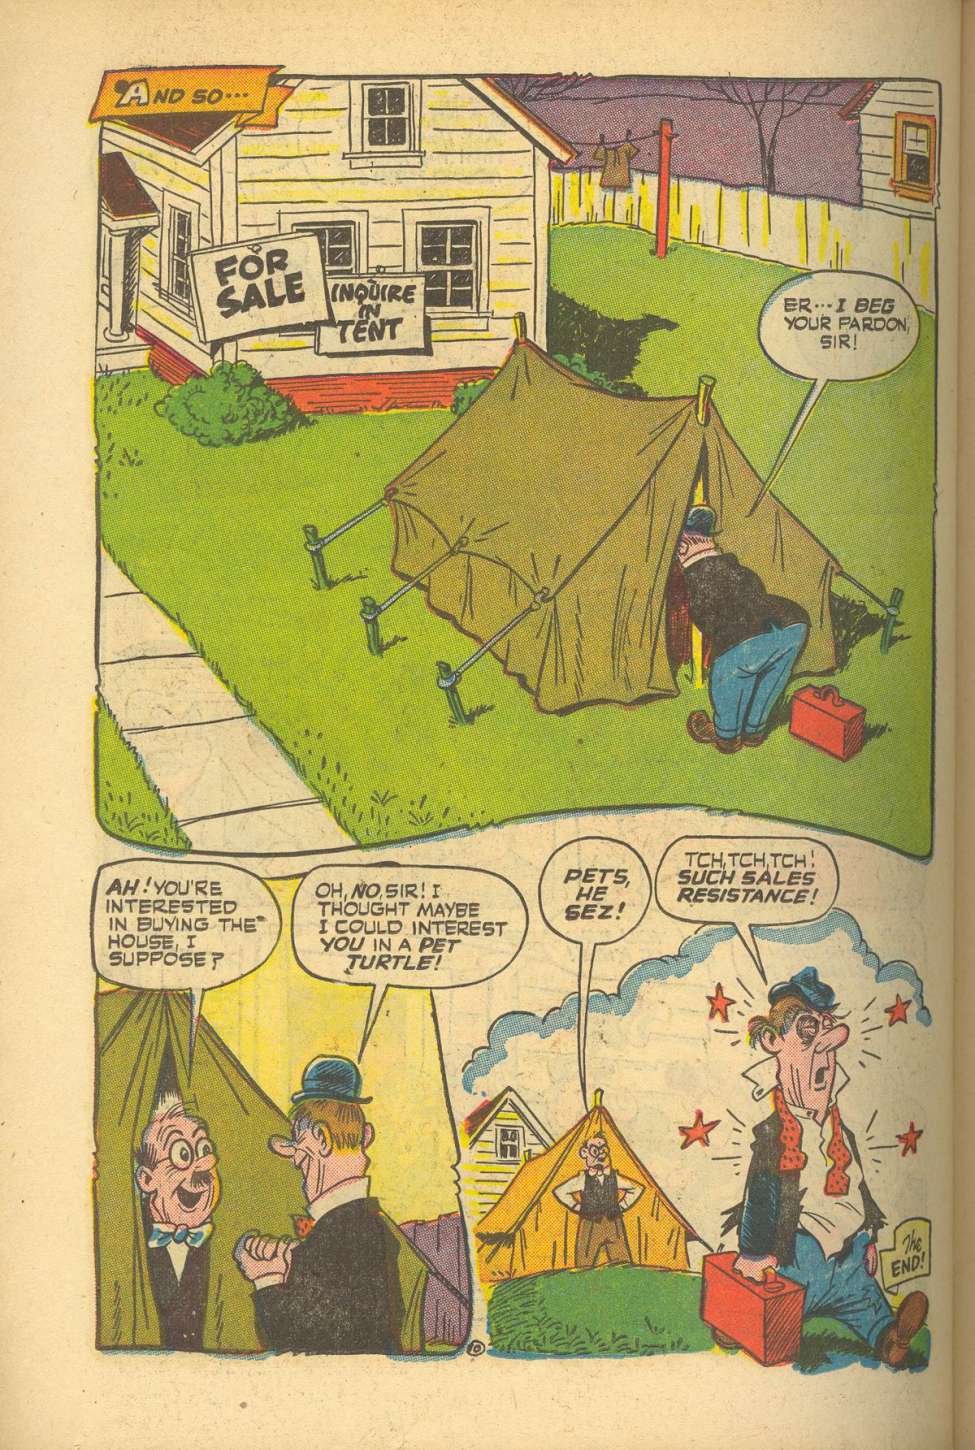 AND SO...
FOR
SALE
INQUIRE
IN
TENT
ER... I BEG
YOUR PARDON,
SIR!
AH! YOU'RE
INTERESTED
IN BUYING THE
HOUSE, I
SUPPOSE?
OH, NO, SIR! I
THOUGHT MAYBE
I COULD INTEREST
YOU IN A PET
TURTLE!
PETS,
HE
SEZ!
TCH, TCH, TCH!
SUCH SALES
RESISTANCE!
The
END!
10